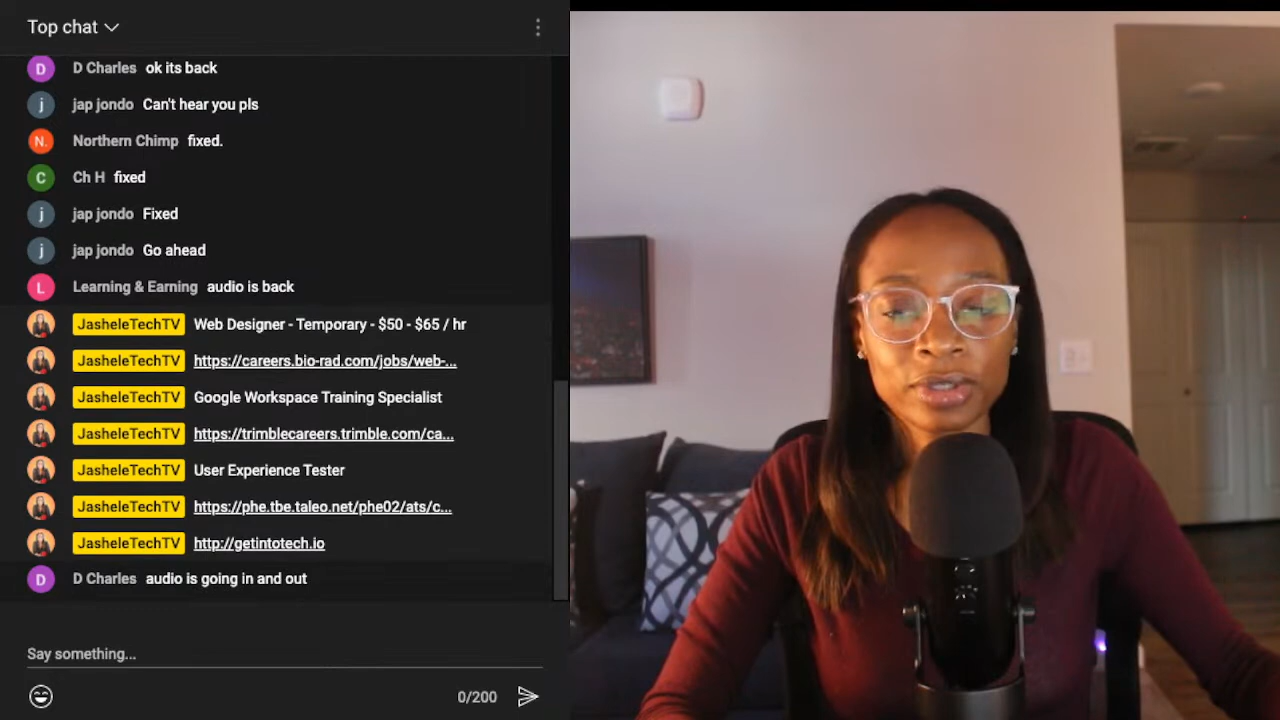 Top chat
D D Charles ok its back
j jap jondo Can't hear you pls
N. Northern Chimp fixed.
C Ch H fixed
j jap jondo Fixed
j jap jondo Go ahead
L Learning & Earning audio is back
JasheleTechTV Web Designer - Temporary - $50 - $65 / hr
JasheleTechTV https://careers.bio-rad.com/jobs/web-...
JasheleTechTV Google Workspace Training Specialist
JasheleTechTV https://trimblecareers.trimble.com/ca...
JasheleTechTV User Experience Tester
JasheleTechTV https://phe.tbe.taleo.net/phe02/ats/c...
JasheleTechTV http://getintotech.io
D D Charles audio is going in and out
Say something...
0/200